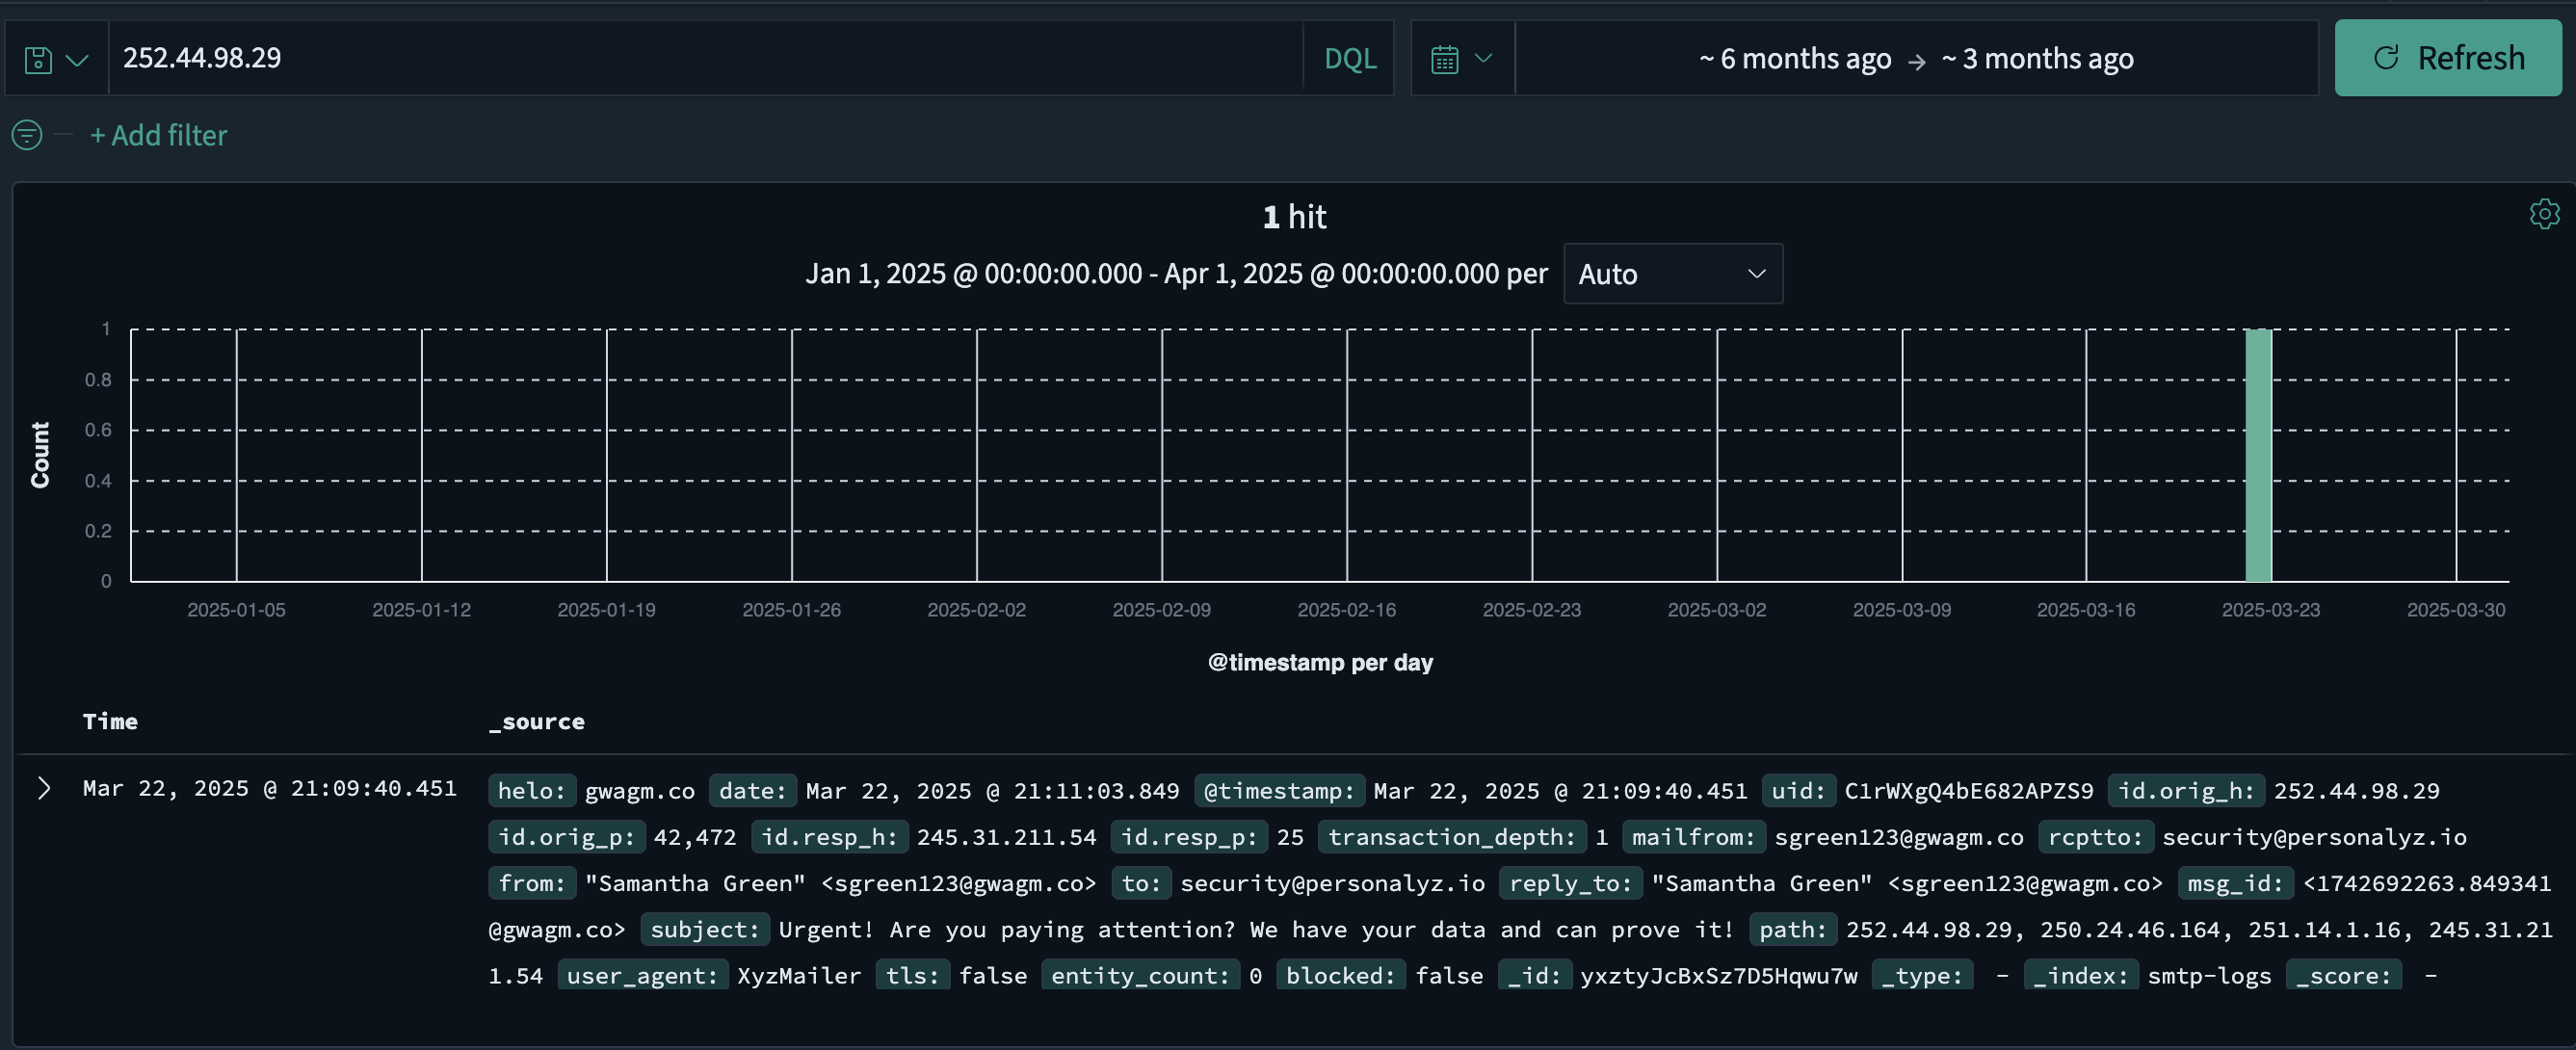 252.44.98.29 DQL ~ 6 months ago → ~ 3 months ago Refresh
+ Add filter
1 hit
Jan 1, 2025 @ 00:00:00.000 - Apr 1, 2025 @ 00:00:00.000 per Auto
1
0.8
0.6
0.4
0.2
0
Count
2025-01-05 2025-01-12 2025-01-19 2025-01-26 2025-02-02 2025-02-09 2025-02-16 2025-02-23 2025-03-02 2025-03-09 2025-03-16 2025-03-23 2025-03-30
@timestamp per day
Time _source
Mar 22, 2025 @ 21:09:40.451 helo: gwagm.co date: Mar 22, 2025 @ 21:11:03.849 @timestamp: Mar 22, 2025 @ 21:09:40.451 uid: C1rWXgQ4bE682APZS9 id.orig_h: 252.44.98.29
id.orig_p: 42,472 id.resp_h: 245.31.211.54 id.resp_p: 25 transaction_depth: 1 mailfrom: sgreen123@gwagm.co rcptto: security@personalyz.io
from: "Samantha Green" <sgreen123@gwagm.co> to: security@personalyz.io reply_to: "Samantha Green" <sgreen123@gwagm.co> msg_id: <1742692263.849341
@gwagm.co> subject: Urgent! Are you paying attention? We have your data and can prove it! path: 252.44.98.29, 250.24.46.164, 251.14.1.16, 245.31.21
1.54 user_agent: XyzMailer tls: false entity_count: 0 blocked: false _id: yxztyJcBxSz7D5Hqwu7w _type: - _index: smtp-logs _score: -